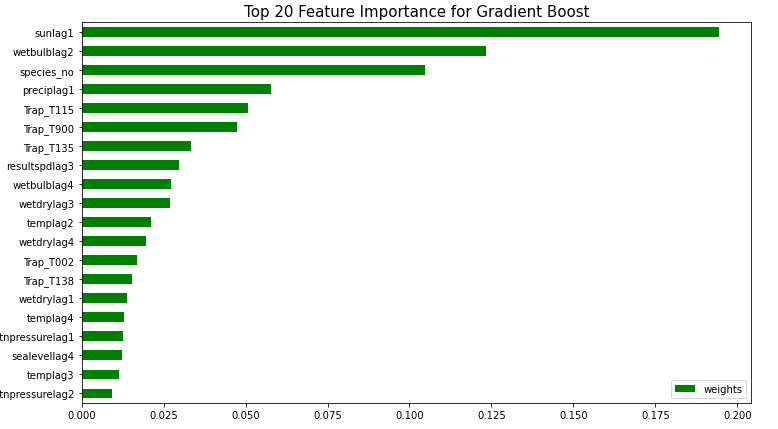 Top 20 Feature Importance for Gradient Boost
sunlag1
wetbulblag2
species_no
preciplag1
Trap_T115
Trap_T900
Trap_T135
resultspdlag3
wetbulblag4
wetdrylag3
templag2
wetdrylag4
Trap_T002
Trap_T138
wetdrylag1
templag4
tnpressurelag1
sealevellag4
templag3
tnpressurelag2
weights
0.000 0.025 0.050 0.075 0.100 0.125 0.150 0.175 0.200